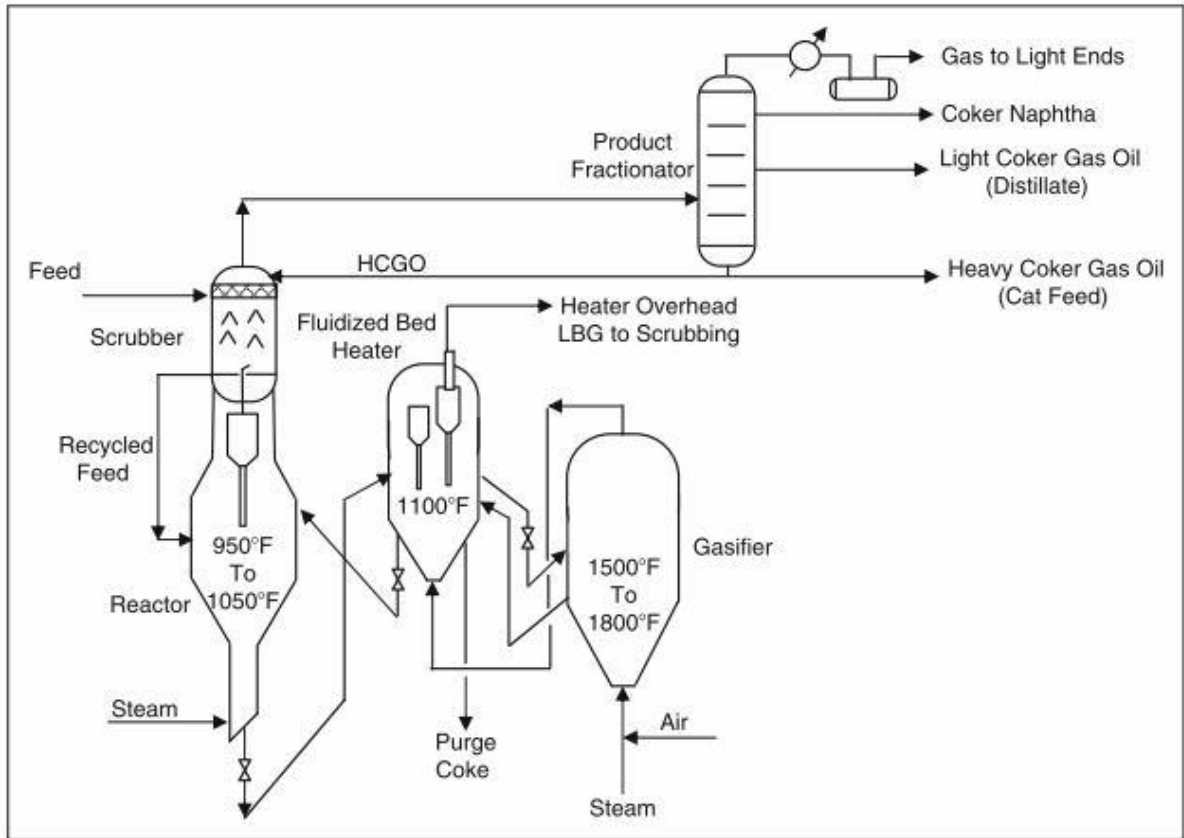 Gas to Light Ends
Coker Naphtha
Product
Fractionator
Light Coker Gas Oil
(Distillate)
HCGO
Feed
Heavy Coker Gas Oil
(Cat Feed)
Heater Overhead
LBG to Scrubbing
Fluidized Bed
Heater
Scrubber
Recycled
Feed
1100°F
950°F
To
1050°F
Gasifier
1500°F
To
1800°F
Reactor
Steam
Air
Purge
Coke
Steam